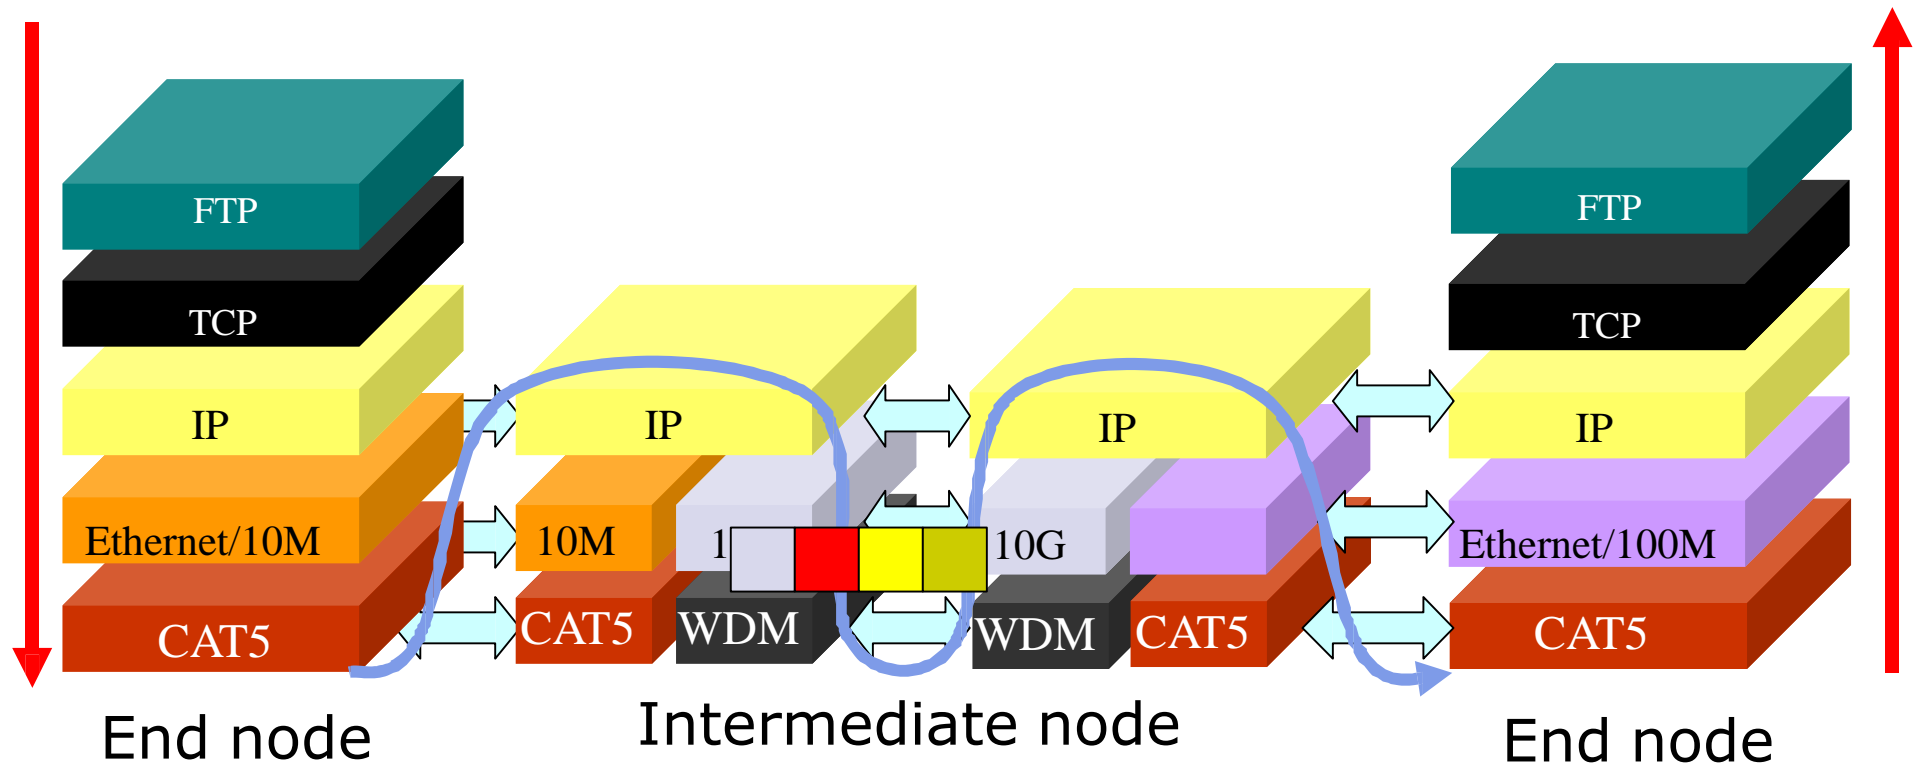 FTP
TCP
IP
Ethernet/10M
CAT5
End node
IP
10M
1
CAT5
WDM
IP
10G
WDM
CAT5
Intermediate node
FTP
TCP
IP
Ethernet/100M
CAT5
End node